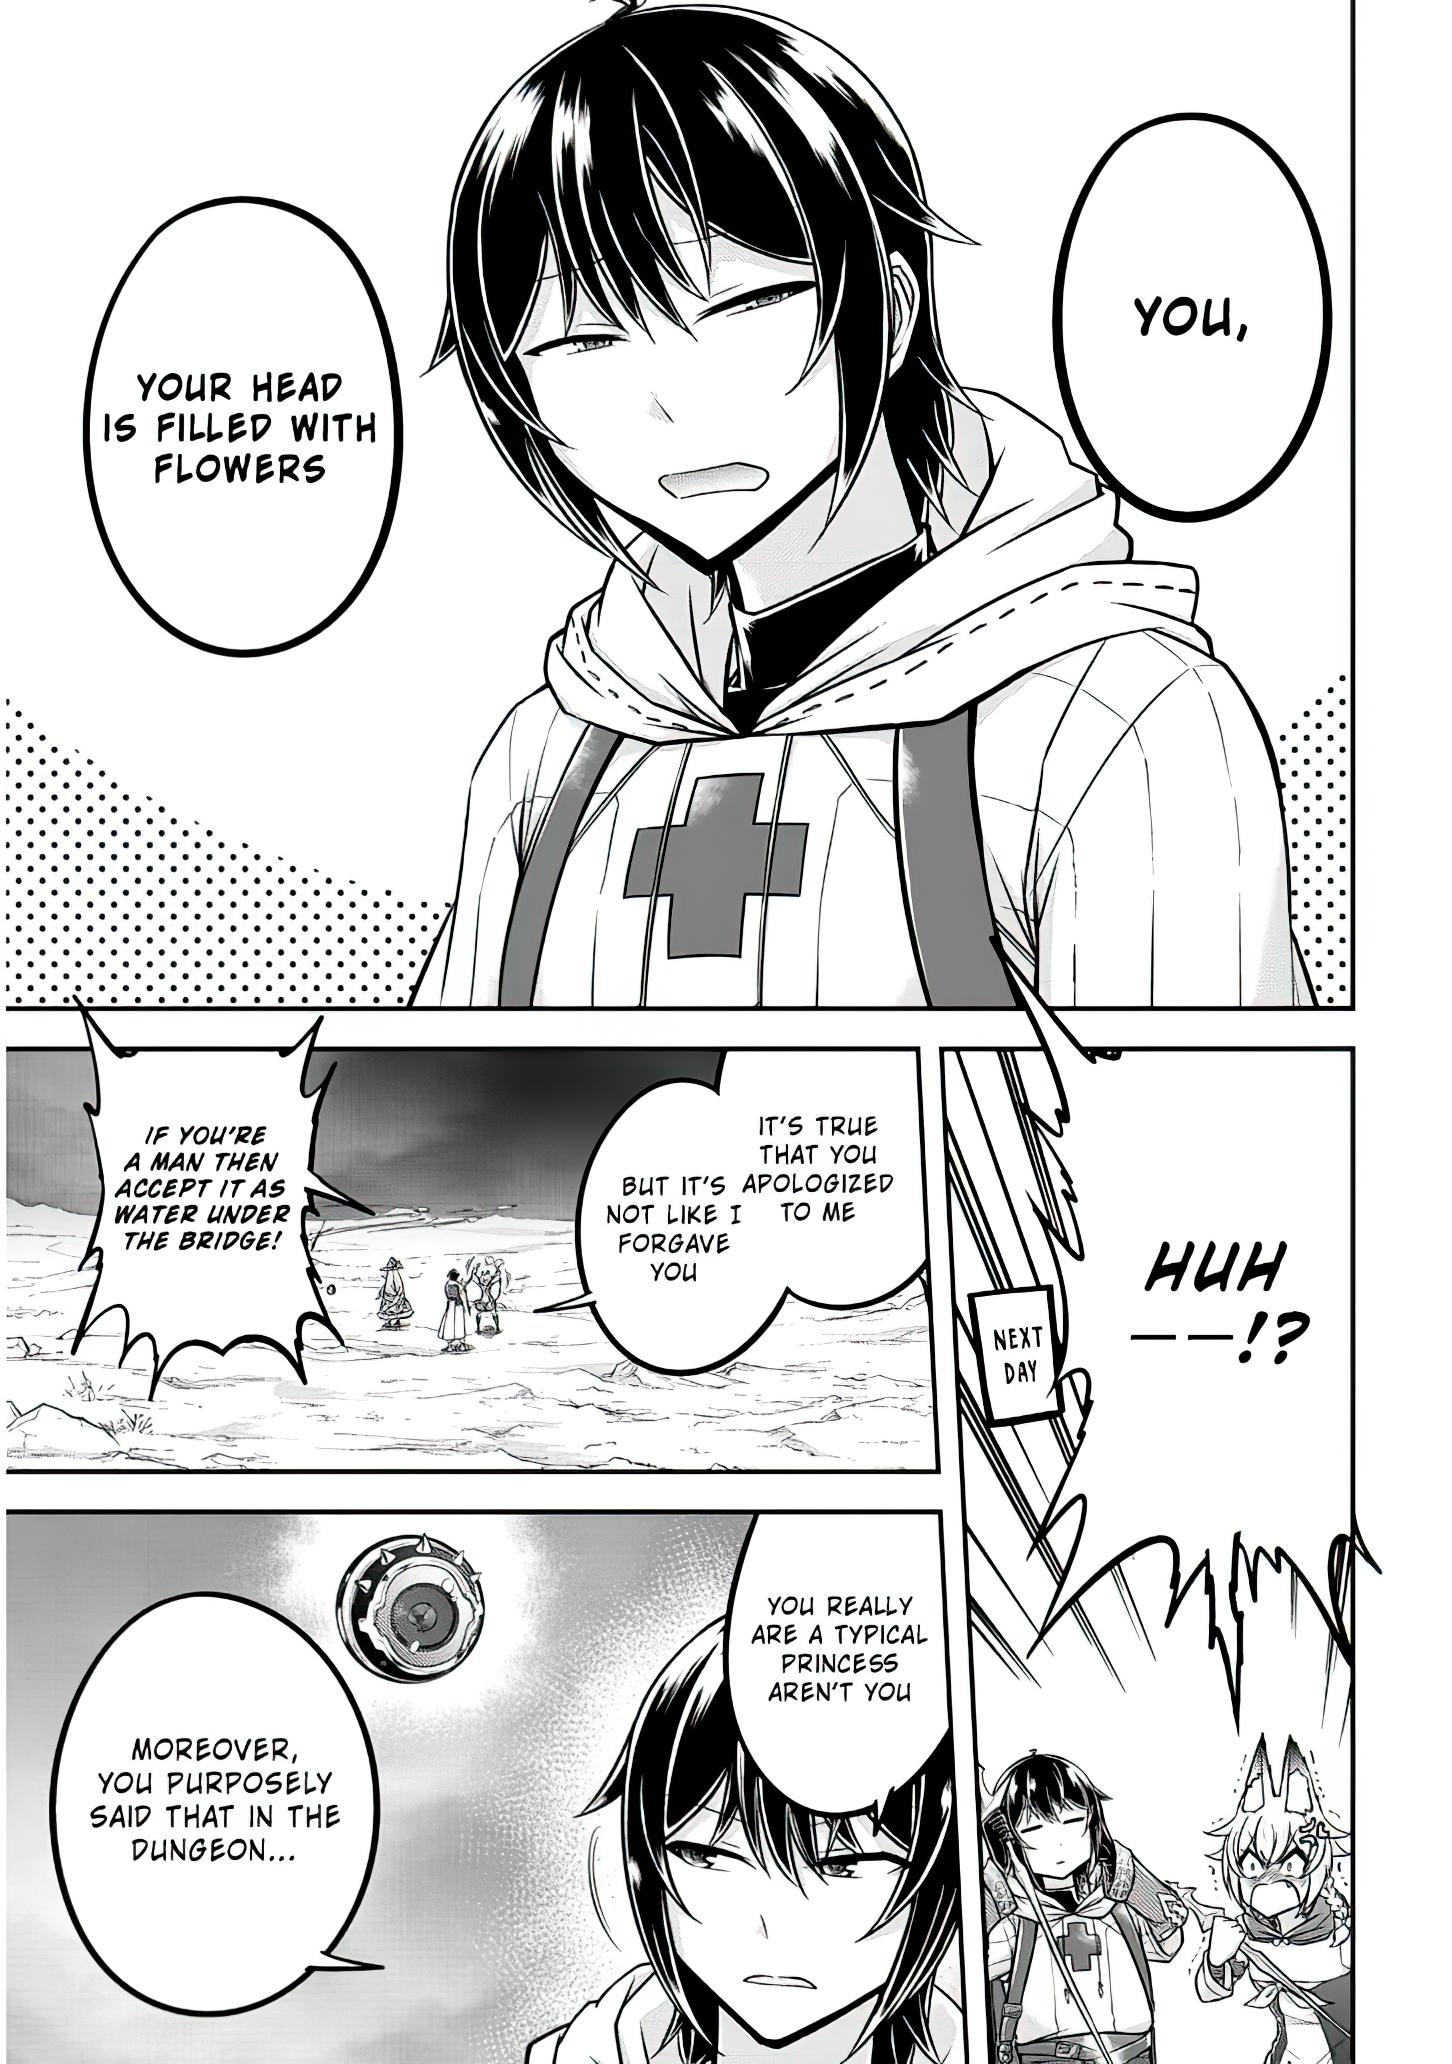 YOU,
YOUR HEAD
IS FILLED WITH
FLOWERS
HUH
——!?
NEXT
DAY
IT'S TRUE
THAT YOU
APOLOGIZED
TO ME
BUT IT'S
NOT LIKE I
FORGAVE
YOU
IF YOU'RE
A MAN THEN
ACCEPT IT AS
WATER UNDER
THE BRIDGE!
YOU REALLY
ARE A TYPICAL
PRINCESS
AREN'T YOU
MOREOVER,
YOU PURPOSELY
SAID THAT IN THE
DUNGEON...